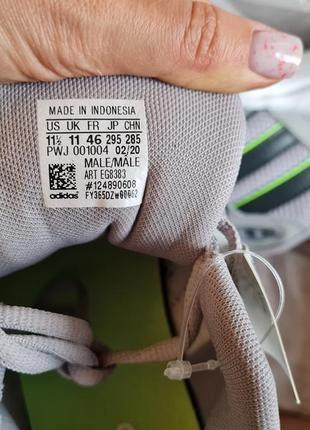 MADE IN INDONESIA
US UK FR JP CHN
11½ 11 46 295 285
PWJ 001004 02/20
MALE/MÂLE
ART EG8383
#124890608
adidas